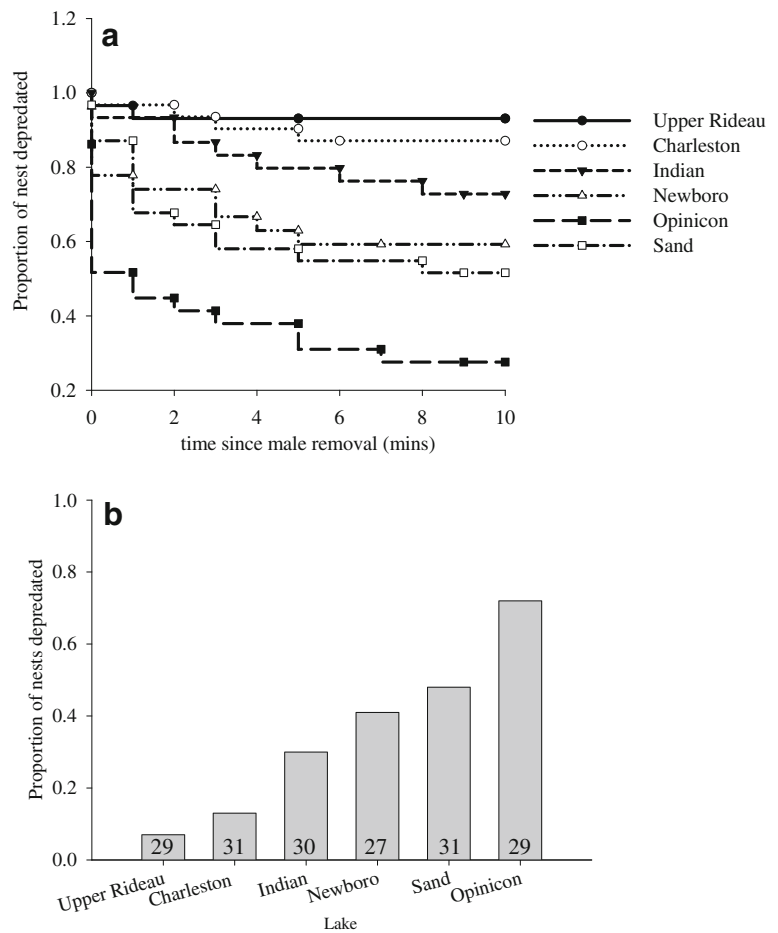 a
Proportion of nest depredated
1.2
1.0
0.8
0.6
0.4
0.2
0 2 4 6 8 10
time since male removal (mins)
Upper Rideau
Charleston
Indian
Newboro
Opinicon
Sand
b
Proportion of nests depredated
1.0
0.8
0.6
0.4
0.2
0.0
29 31 30 27 31 29
Upper Rideau Charleston Indian Newboro Sand Opinicon
Lake